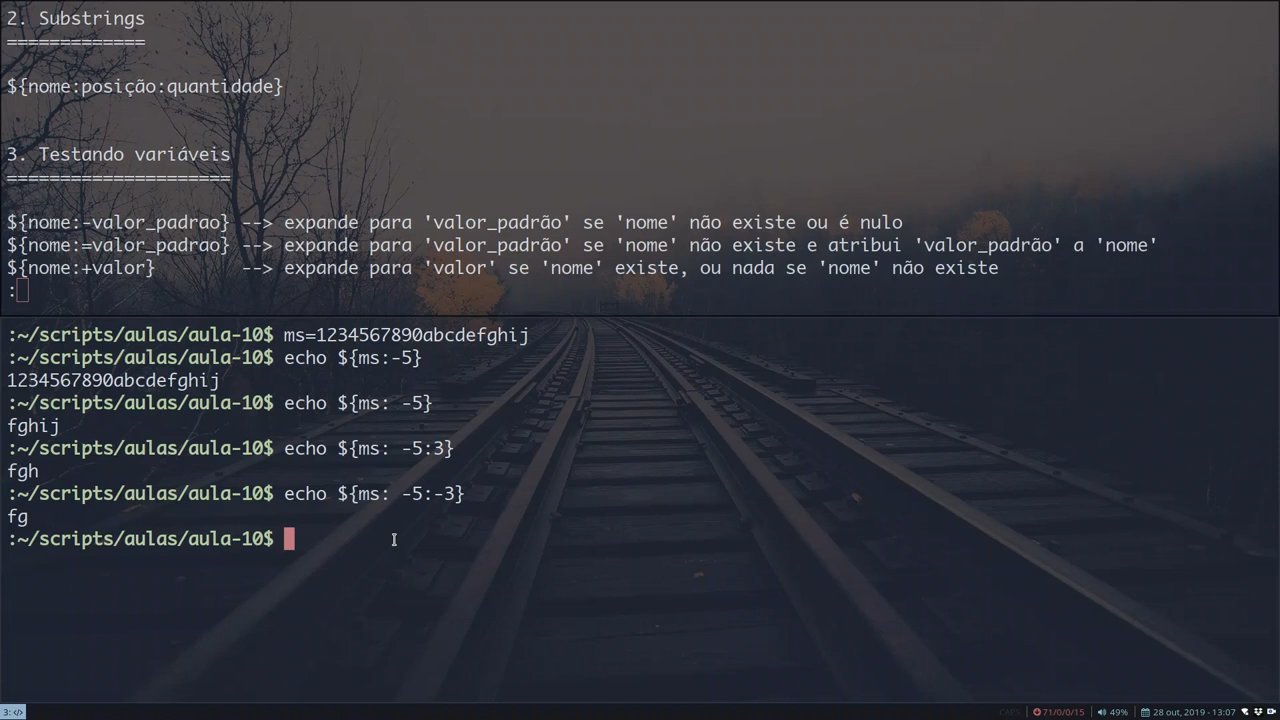 2. Substrings
=============
${nome:posição:quantidade}
3. Testando variáveis
=====================
${nome:-valor_padrao} --> expande para 'valor_padrão' se 'nome' não existe ou é nulo
${nome:=valor_padrao} --> expande para 'valor_padrão' se 'nome' não existe e atribui 'valor_padrão' a 'nome'
${nome:+valor}        --> expande para 'valor' se 'nome' existe, ou nada se 'nome' não existe
:
:~/scripts/aulas/aula-10$ ms=1234567890abcdefghij
:~/scripts/aulas/aula-10$ echo ${ms:-5}
1234567890abcdefghij
:~/scripts/aulas/aula-10$ echo ${ms: -5}
fghij
:~/scripts/aulas/aula-10$ echo ${ms: -5:3}
fgh
:~/scripts/aulas/aula-10$ echo ${ms: -5:-3}
fg
:~/scripts/aulas/aula-10$
3: </> CAPS 71/0/0/15 49% 28 out, 2019 - 13:07